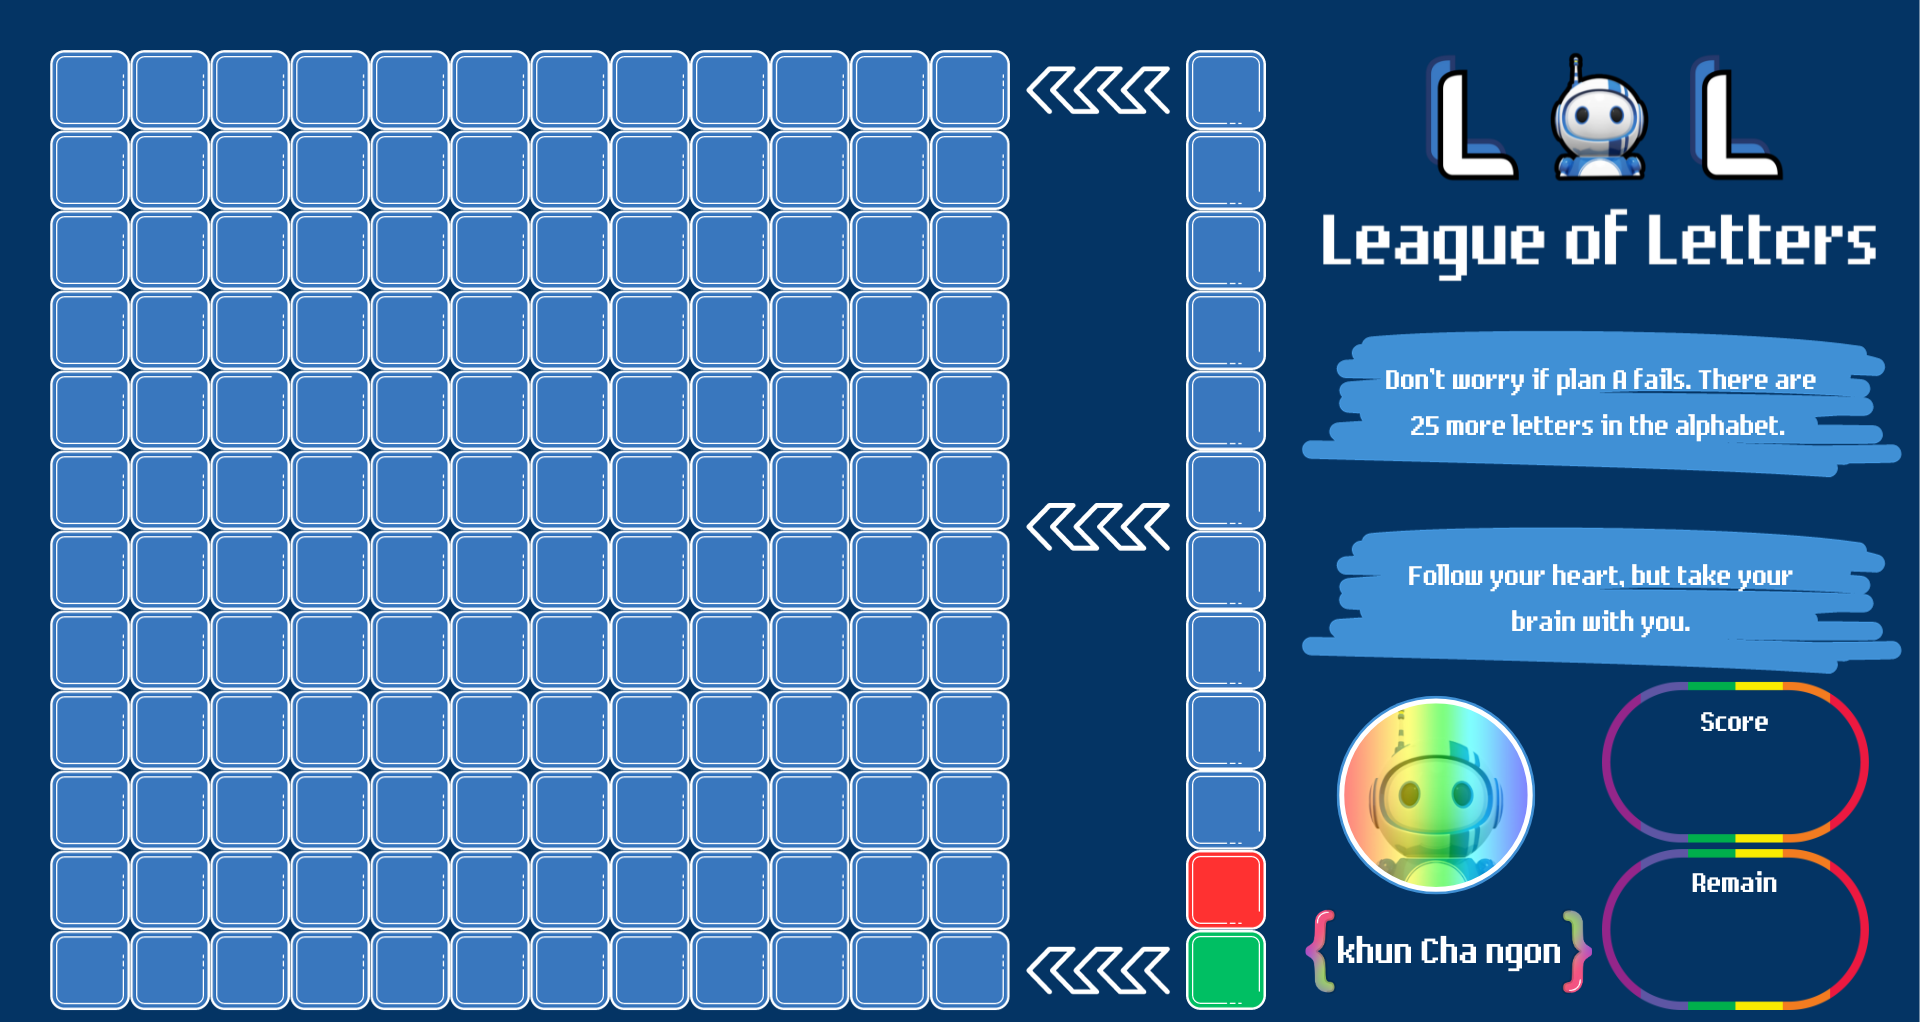 L L
League of Letters
Don't worry if plan A fails. There are
25 more letters in the alphabet.
Follow your heart, but take your
brain with you.
Score
Remain
{ khun Cha ngon }